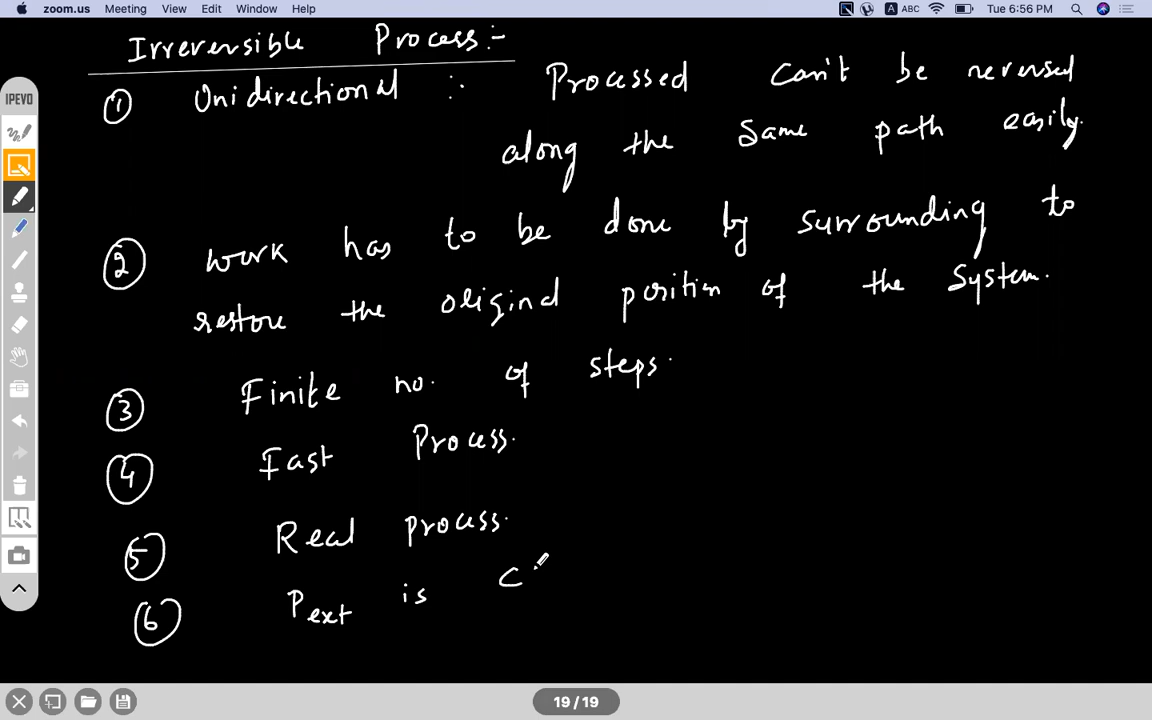 zoom.us Meeting View Edit Window Help
A ABC Tue 6:56 PM
IPEVO
Irreversible Process:-
① Unidirectional ∵ Processed can't be reversed
along the same path easily.
② work has to be done by surrounding to
restore the original position of the system.
③ Finite no. of steps.
④ Fast Process.
⑤ Real process.
⑥ Pext is c
19/19